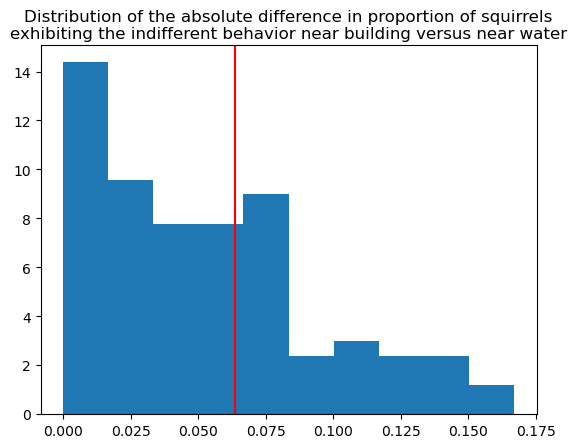 Distribution of the absolute difference in proportion of squirrels
exhibiting the indifferent behavior near building versus near water
14
12
10
8
6
4
2
0
0.000 0.025 0.050 0.075 0.100 0.125 0.150 0.175